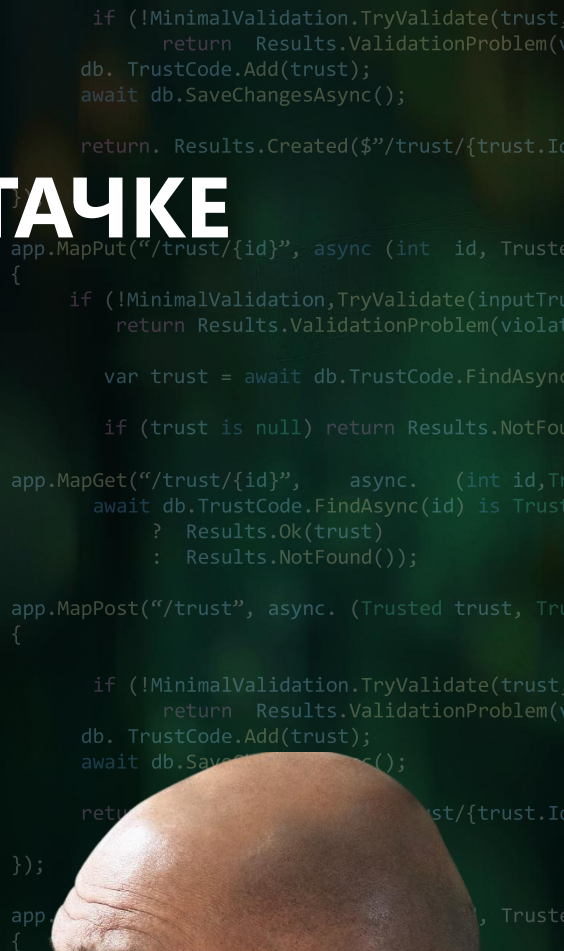 if (!MinimalValidation.TryValidate(trust,
return Results.ValidationProblem(v
db. TrustCode.Add(trust);
await db.SaveChangesAsync();
return. Results.Created($”/trust/{trust.Id
})
ТАЧКЕ
app.MapPut(“/trust/{id}”, async (int id, Truste
{
if (!MinimalValidation,TryValidate(inputTru
return Results.ValidationProblem(violat
var trust = await db.TrustCode.FindAsync
if (trust is null) return Results.NotFou
app.MapGet(“/trust/{id}”, async. (int id,Tr
await db.TrustCode.FindAsync(id) is Trust
? Results.Ok(trust)
: Results.NotFound());
app.MapPost(“/trust”, async. (Trusted trust, Tru
{
if (!MinimalValidation.TryValidate(trust,
return Results.ValidationProblem(v
db. TrustCode.Add(trust);
await db.Save c();
retu st/{trust.Id
});
app. , Truste
{